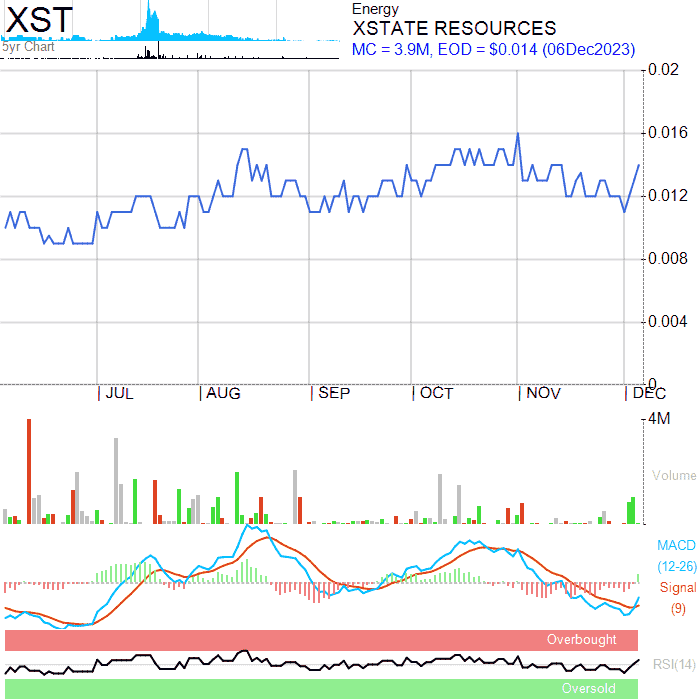 XST
5yr Chart
Energy
XSTATE RESOURCES
MC = 3.9M, EOD = $0.014 (06Dec2023)
0.02
0.016
0.012
0.008
0.004
0
JUL AUG SEP OCT NOV DEC
4M
Volume
MACD
(12-26)
Signal
(9)
Overbought
RSI(14)
Oversold